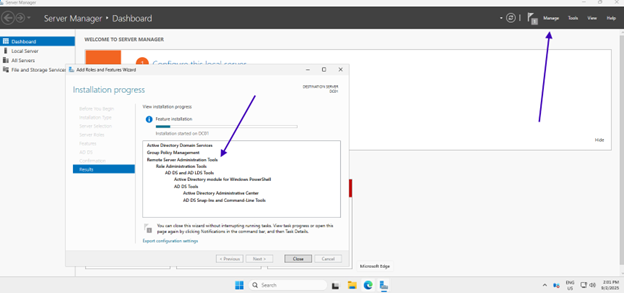 Server Manager
Server Manager • Dashboard
Manage Tools View Help
Dashboard
Local Server
All Servers
File and Storage Services
WELCOME TO SERVER MANAGER
Configure this local server
Hide
Add Roles and Features Wizard
Installation progress
DESTINATION SERVER
DC01
Before You Begin
Installation Type
Server Selection
Server Roles
Features
AD DS
Confirmation
Results
View installation progress
Feature installation
Installation started on DC01
Active Directory Domain Services
Group Policy Management
Remote Server Administration Tools
Role Administration Tools
AD DS and AD LDS Tools
Active Directory module for Windows PowerShell
AD DS Tools
Active Directory Administrative Center
AD DS Snap-Ins and Command-Line Tools
You can close this wizard without interrupting running tasks. View task progress or open this
page again by clicking Notifications in the command bar, and then Task Details.
Export configuration settings
< Previous Next > Close Cancel
Microsoft Edge
Search
ENG
US
2:01 PM
9/2/2025